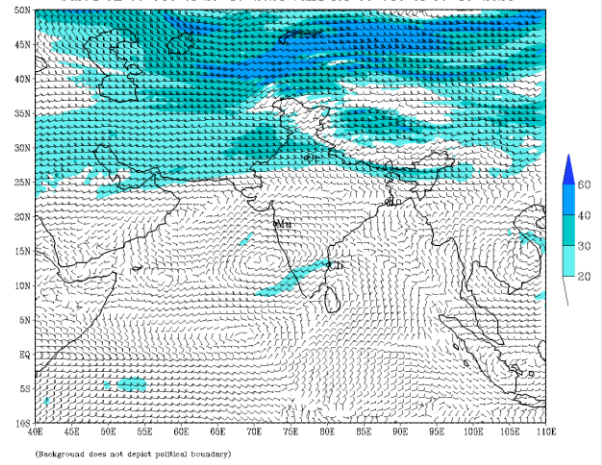 50N
45N
40N
35N
30N
25N
20N
15N
10N
5N
EQ
5S
10S
40E 45E 50E 55E 60E 65E 70E 75E 80E 85E 90E 95E 100E 105E 110E
60
40
30
20
Mu
(Background does not depict political boundary)